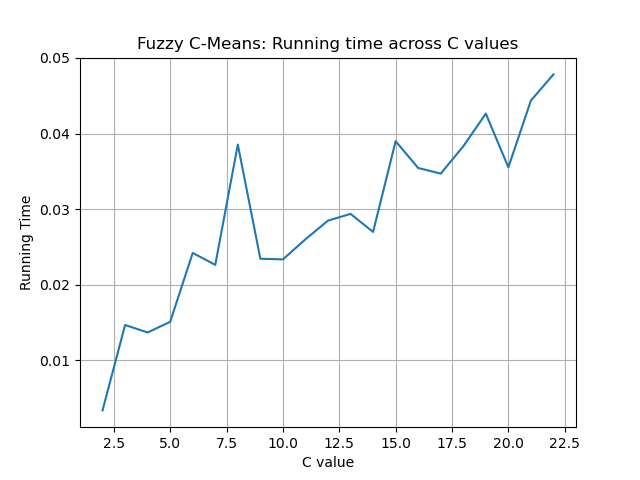 Fuzzy C-Means: Running time across C values
0.05
0.04
0.03
0.02
0.01
Running Time
2.5 5.0 7.5 10.0 12.5 15.0 17.5 20.0 22.5
C value